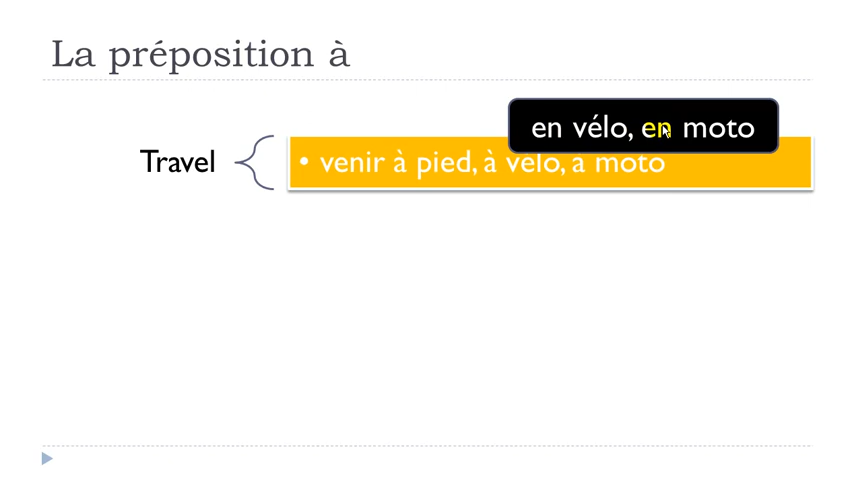 La préposition à
en vélo, en moto
Travel
• venir à pied, à vélo, à moto